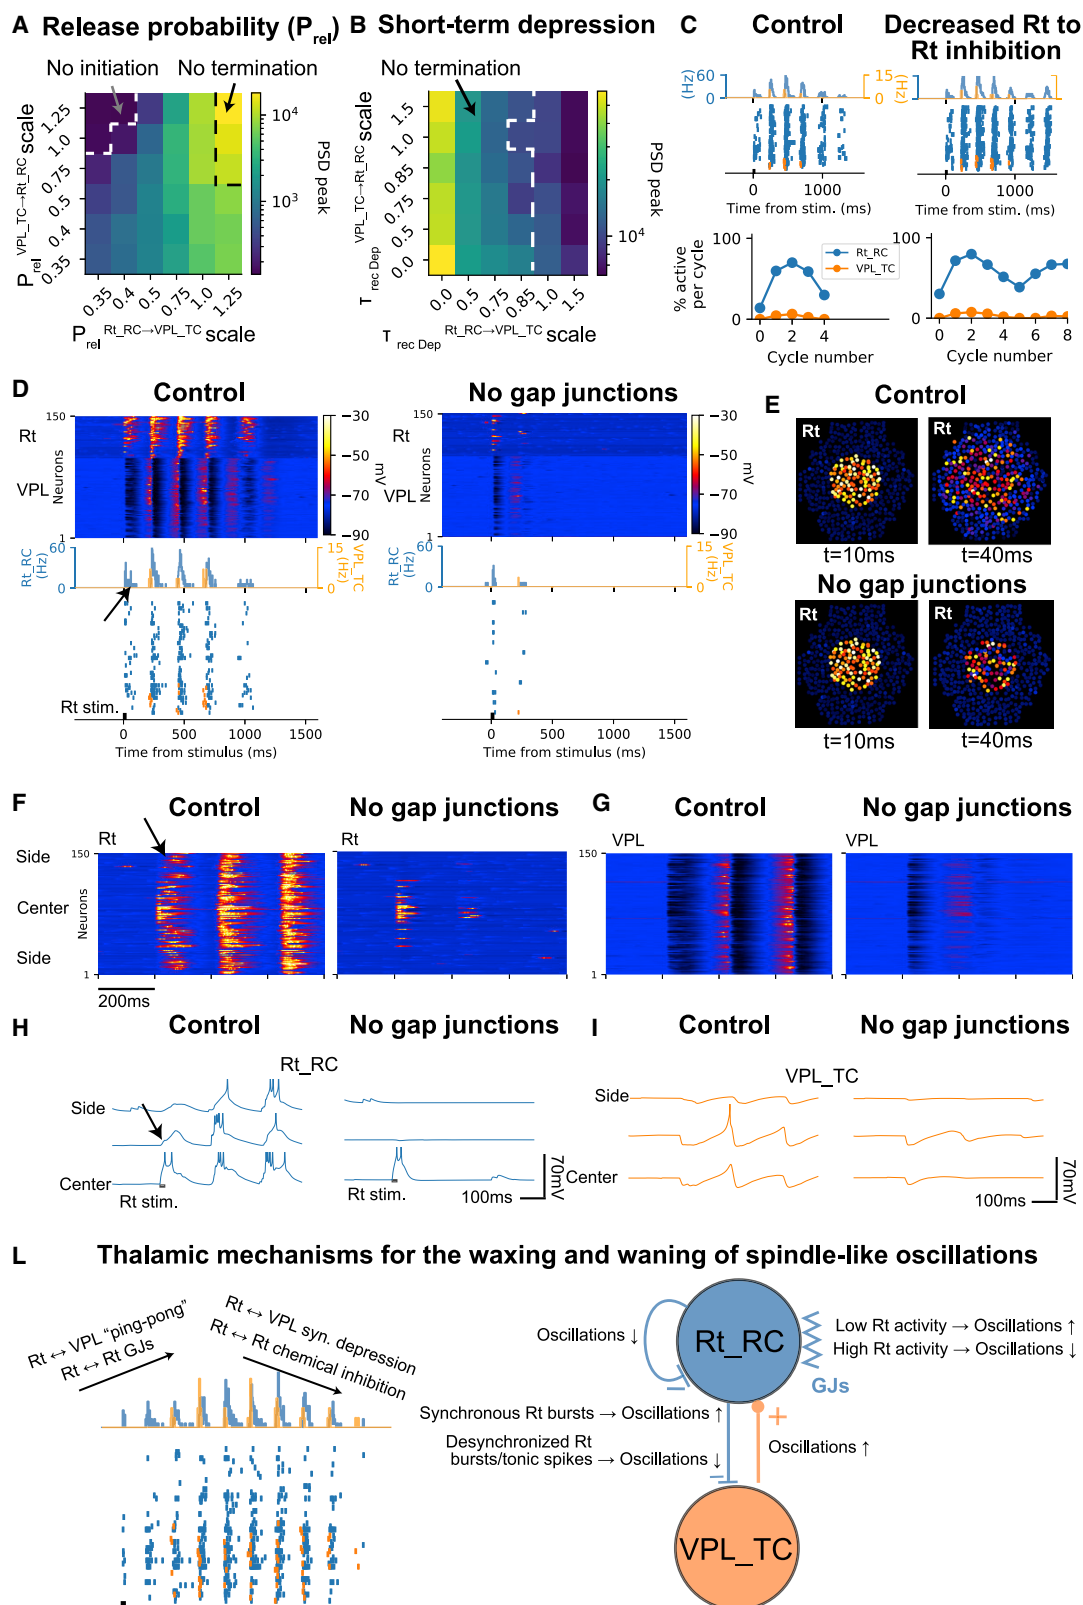 A Release probability (Prel)
No initiation
No termination
1.25
1.0
0.75
0.5
0.4
0.35
Prel VPL_TC→Rt_RC scale
0.35
0.4
0.5
0.75
1.0
1.25
Prel Rt_RC→VPL_TC scale
10⁴
10³
PSD peak
B Short-term depression
No termination
1.5
1.0
0.85
0.75
0.5
0.0
τrec Dep VPL_TC→Rt_RC scale
0.0
0.5
0.75
0.85
1.0
1.5
τrec Dep Rt_RC→VPL_TC scale
10⁴
PSD peak
C Control
Decreased Rt to
Rt inhibition
60
0
(Hz)
15
0
(Hz)
0 1000
Time from stim. (ms)
0 1000
Time from stim. (ms)
100
0
% active
per cycle
Rt_RC
VPL_TC
0 1 2 3 4
Cycle number
100
0
0 2 4 6 8
Cycle number
D Control
No gap junctions
150
Rt
VPL
Neurons
1
−30
−50
−70
−90
mV
150
Rt
VPL
Neurons
1
−30
−50
−70
−90
mV
60
0
Rt_RC
(Hz)
15
0
VPL_TC
(Hz)
60
0
Rt_RC
(Hz)
15
0
VPL_TC
(Hz)
Rt stim.
0 500 1000 1500
Time from stimulus (ms)
0 500 1000 1500
Time from stimulus (ms)
E
Control
Rt
Rt
t=10ms
t=40ms
No gap junctions
Rt
Rt
t=10ms
t=40ms
F Control
No gap junctions
Rt
Rt
Side
Center
Side
150
Neurons
1
200ms
G Control
No gap junctions
VPL
VPL
150
1
H Control
No gap junctions
Rt_RC
Side
Center
Rt stim.
Rt stim.
100ms
70mV
I Control
No gap junctions
VPL_TC
Side
Center
100ms
70mV
L Thalamic mechanisms for the waxing and waning of spindle-like oscillations
Rt ↔ VPL “ping-pong”
Rt ↔ Rt GJs
Rt ↔ VPL syn. depression
Rt ↔ Rt chemical inhibition
Oscillations ↓
Rt_RC
Low Rt activity → Oscillations ↑
High Rt activity → Oscillations ↓
GJs
−
Synchronous Rt bursts → Oscillations ↑
Desynchronized Rt
bursts/tonic spikes → Oscillations ↓
−
+
Oscillations ↑
VPL_TC